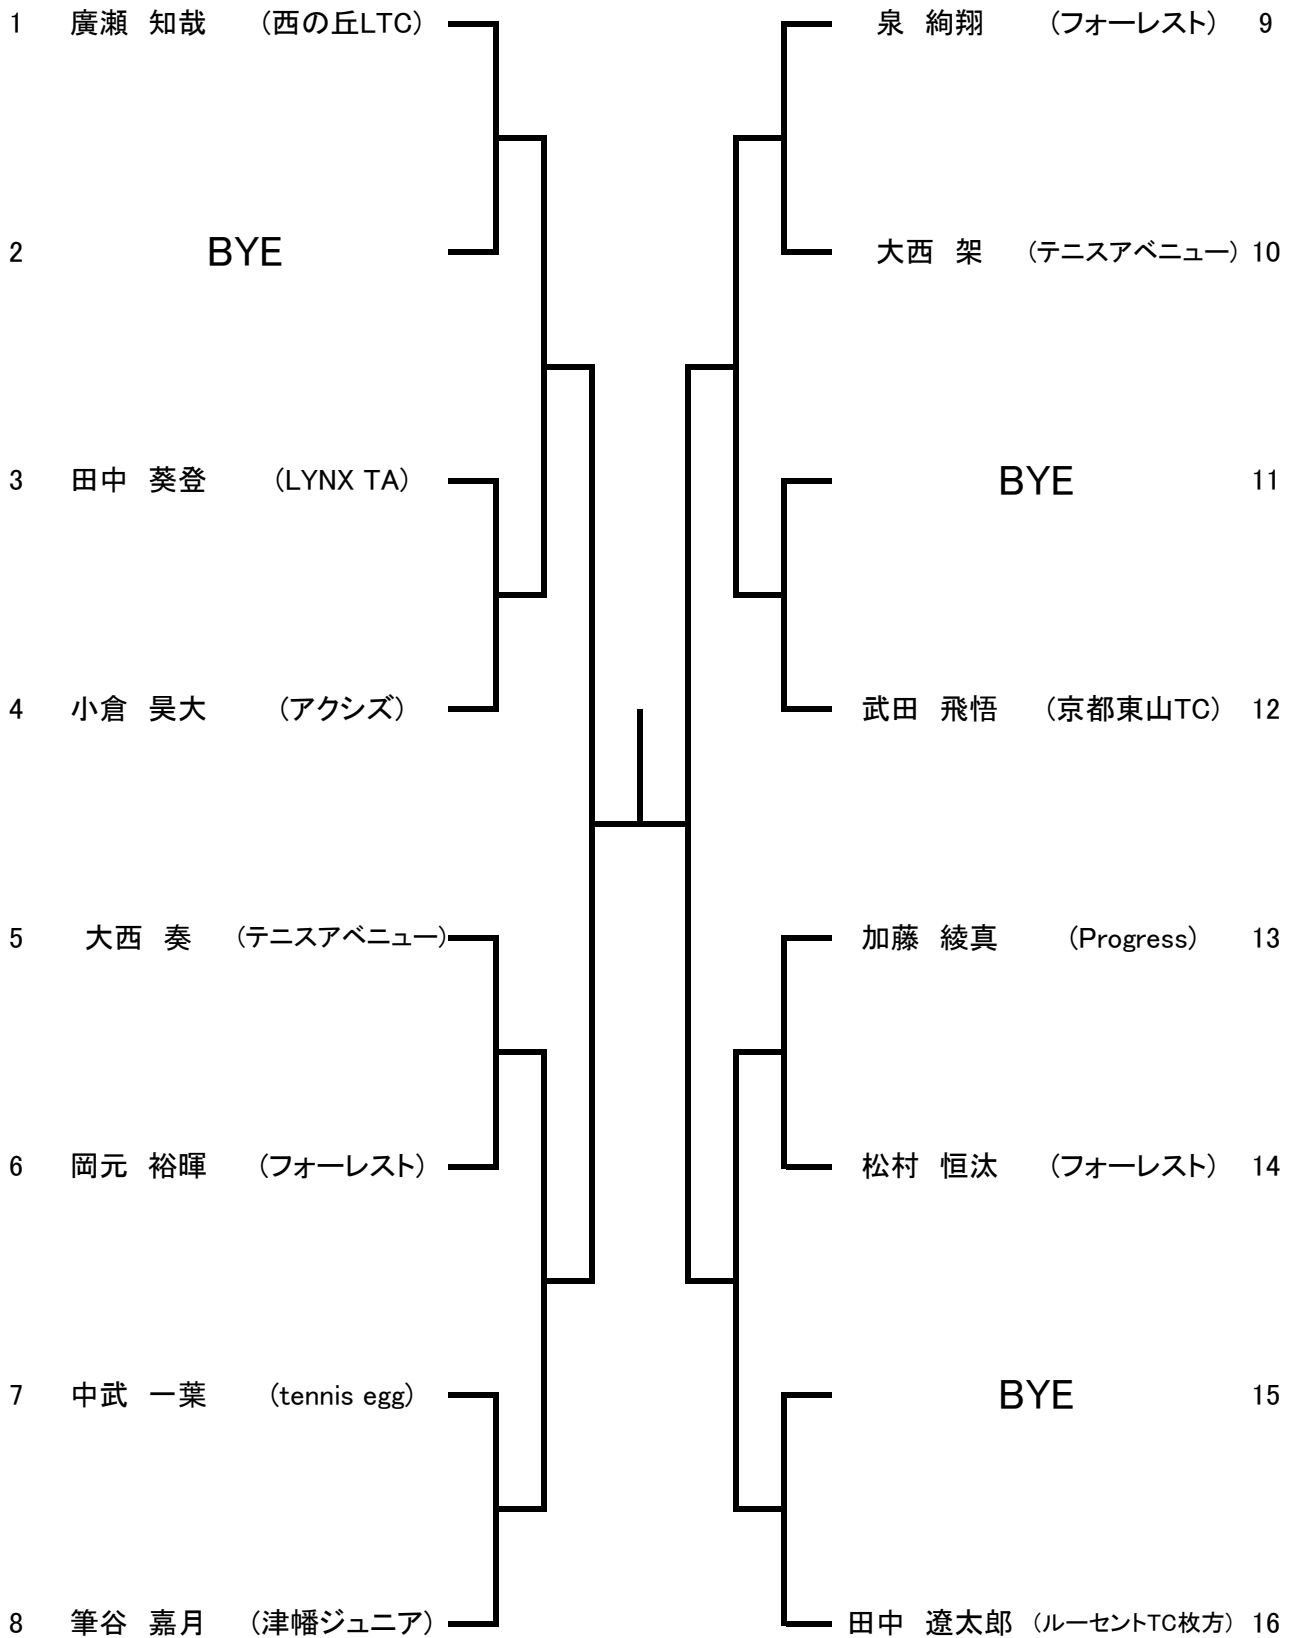 1 廣瀬 知哉 (西の丘LTC)
2 BYE
3 田中 葵登 (LYNX TA)
4 小倉 昊大 (アクシズ)
5 大西 奏 (テニスアベニュー)
6 岡元 裕暉 (フォーレスト)
7 中武 一葉 (tennis egg)
8 筆谷 嘉月 (津幡ジュニア)
泉 絢翔 (フォーレスト) 9
大西 架 (テニスアベニュー) 10
BYE 11
武田 飛悟 (京都東山TC) 12
加藤 綾真 (Progress) 13
松村 恒汰 (フォーレスト) 14
BYE 15
田中 遼太郎 (ルーセントTC枚方) 16